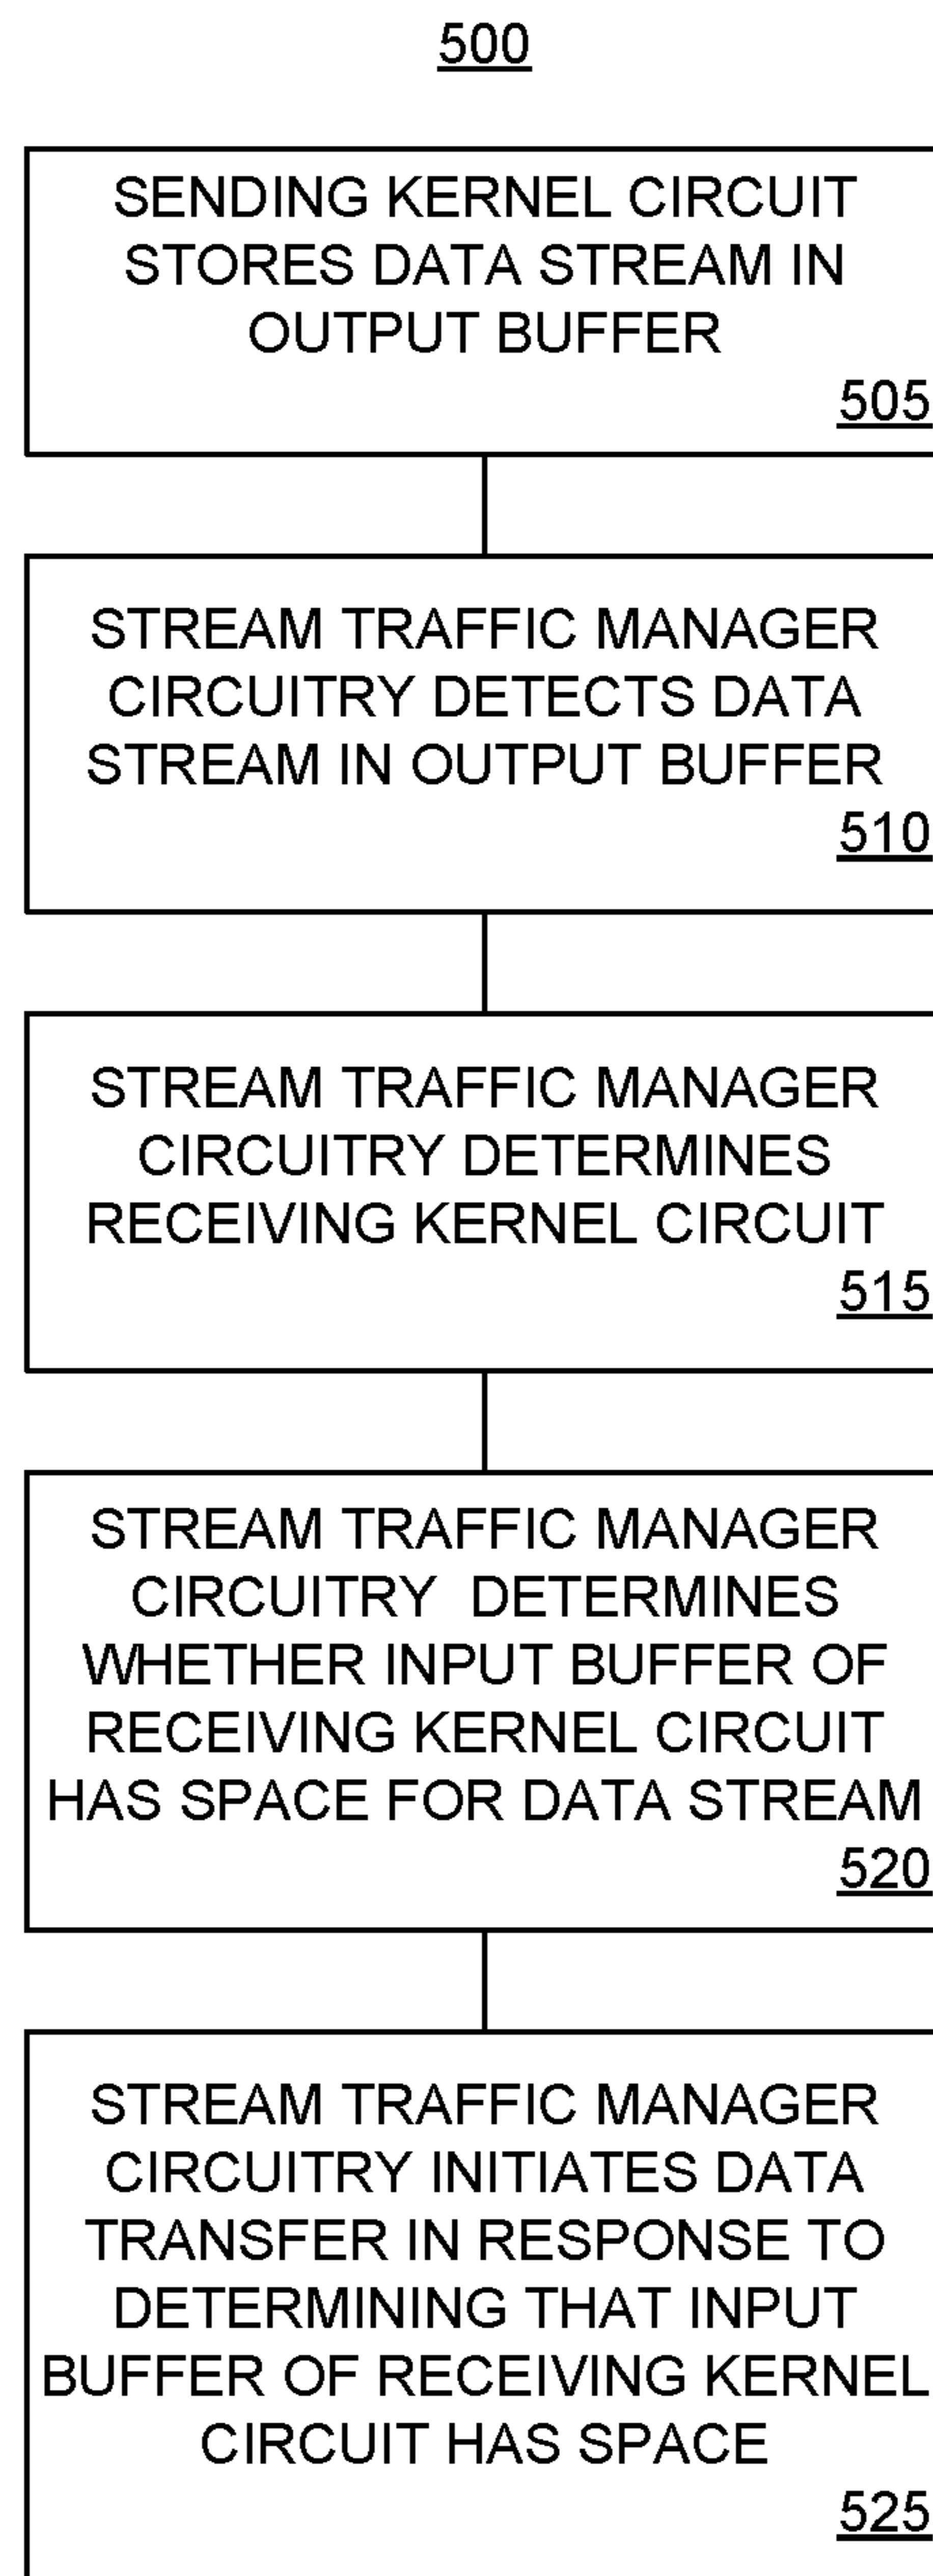 500
SENDING KERNEL CIRCUIT
STORES DATA STREAM IN
OUTPUT BUFFER
505
STREAM TRAFFIC MANAGER
CIRCUITRY DETECTS DATA
STREAM IN OUTPUT BUFFER
510
STREAM TRAFFIC MANAGER
CIRCUITRY DETERMINES
RECEIVING KERNEL CIRCUIT
515
STREAM TRAFFIC MANAGER
CIRCUITRY DETERMINES
WHETHER INPUT BUFFER OF
RECEIVING KERNEL CIRCUIT
HAS SPACE FOR DATA STREAM
520
STREAM TRAFFIC MANAGER
CIRCUITRY INITIATES DATA
TRANSFER IN RESPONSE TO
DETERMINING THAT INPUT
BUFFER OF RECEIVING KERNEL
CIRCUIT HAS SPACE
525